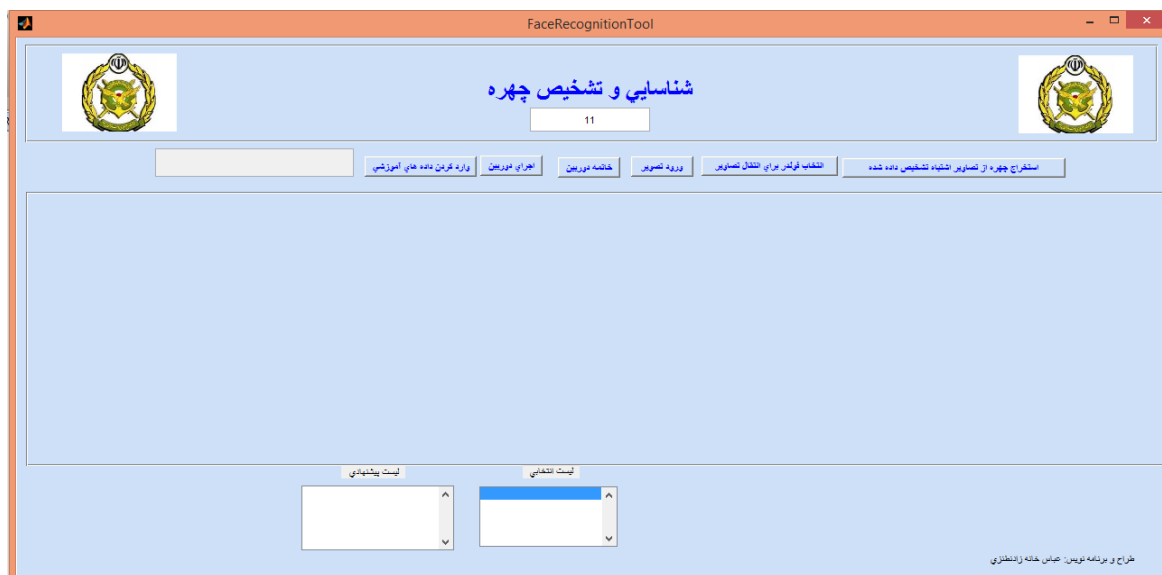 FaceRecognitionTool
شناسايي و تشخيص چهره
11
استخراج چهره از تصاوير اشتباه تشخيص داده شده
انتخاب فولدر براي انتقال تصاوير
ورود تصوير
خاتمه دوربين
اجراي دوربين
وارد کردن داده هاي آموزشي
ليست انتخابي
ليست پيشنهادي
طراح و برنامه نويس: عباس خانه زادنطنزي